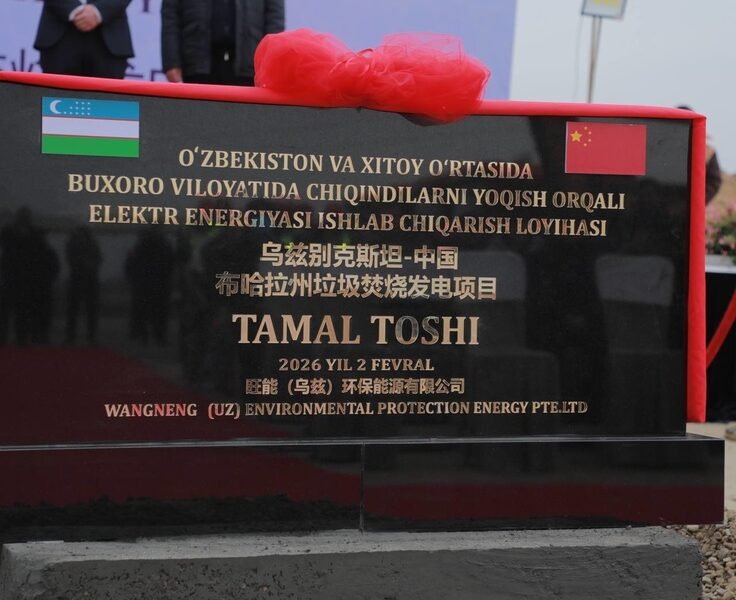 OʻZBEKISTON VA XITOY OʻRTASIDA
BUXORO VILOYATIDA CHIQINDILARNI YOQISH ORQALI
ELEKTR ENERGIYASI ISHLAB CHIQARISH LOYIHASI
乌兹别克斯坦-中国
布哈拉州垃圾焚烧发电项目
TAMAL TOSHI
2026 YIL 2 FEVRAL
旺能（乌兹）环保能源有限公司
WANGNENG (UZ) ENVIRONMENTAL PROTECTION ENERGY PTE.LTD